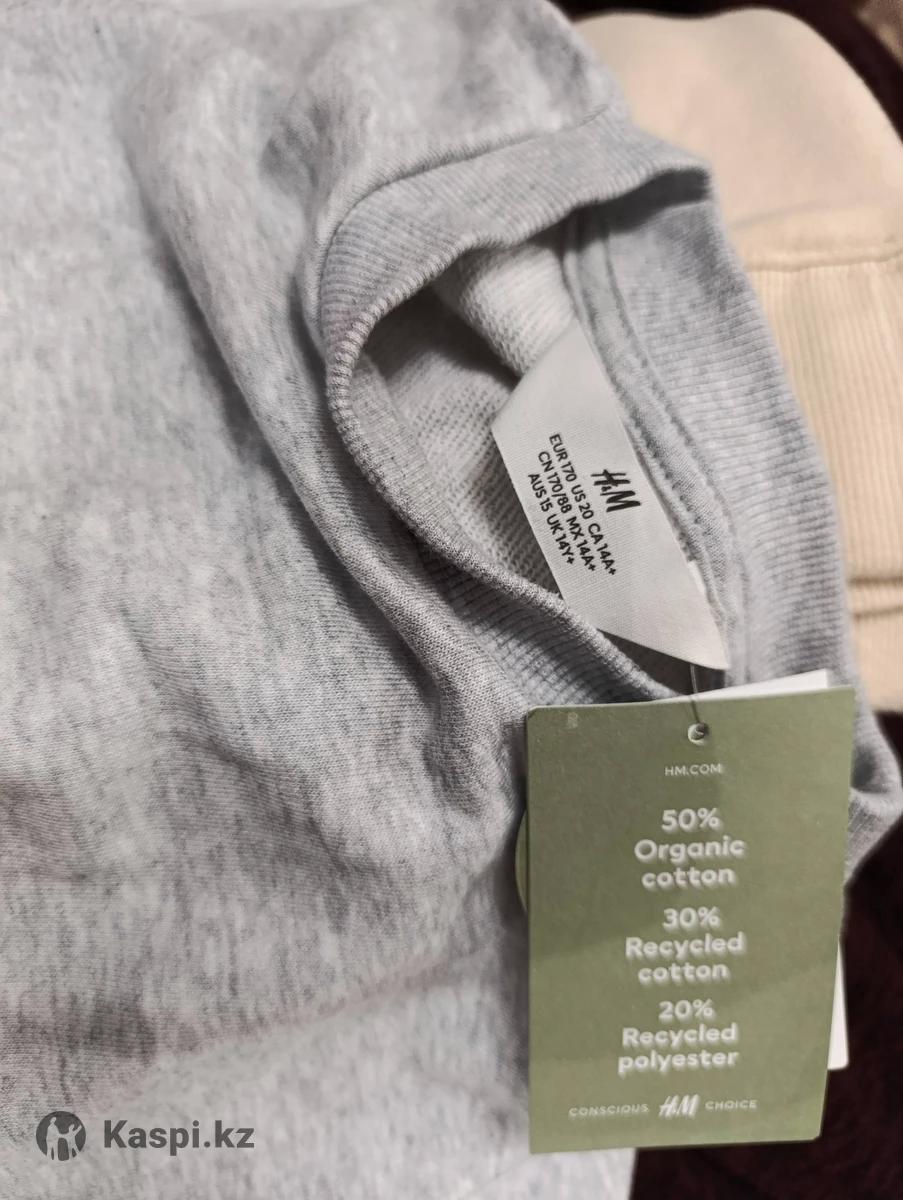 H&M
EUR 170 US 20 CA 14A+
CN 170/88 MX 14A+
AUS 15 UK 14Y+
HM.COM
50%
Organic
cotton
30%
Recycled
cotton
20%
Recycled
polyester
CONSCIOUS H&M CHOICE
Kaspi.kz